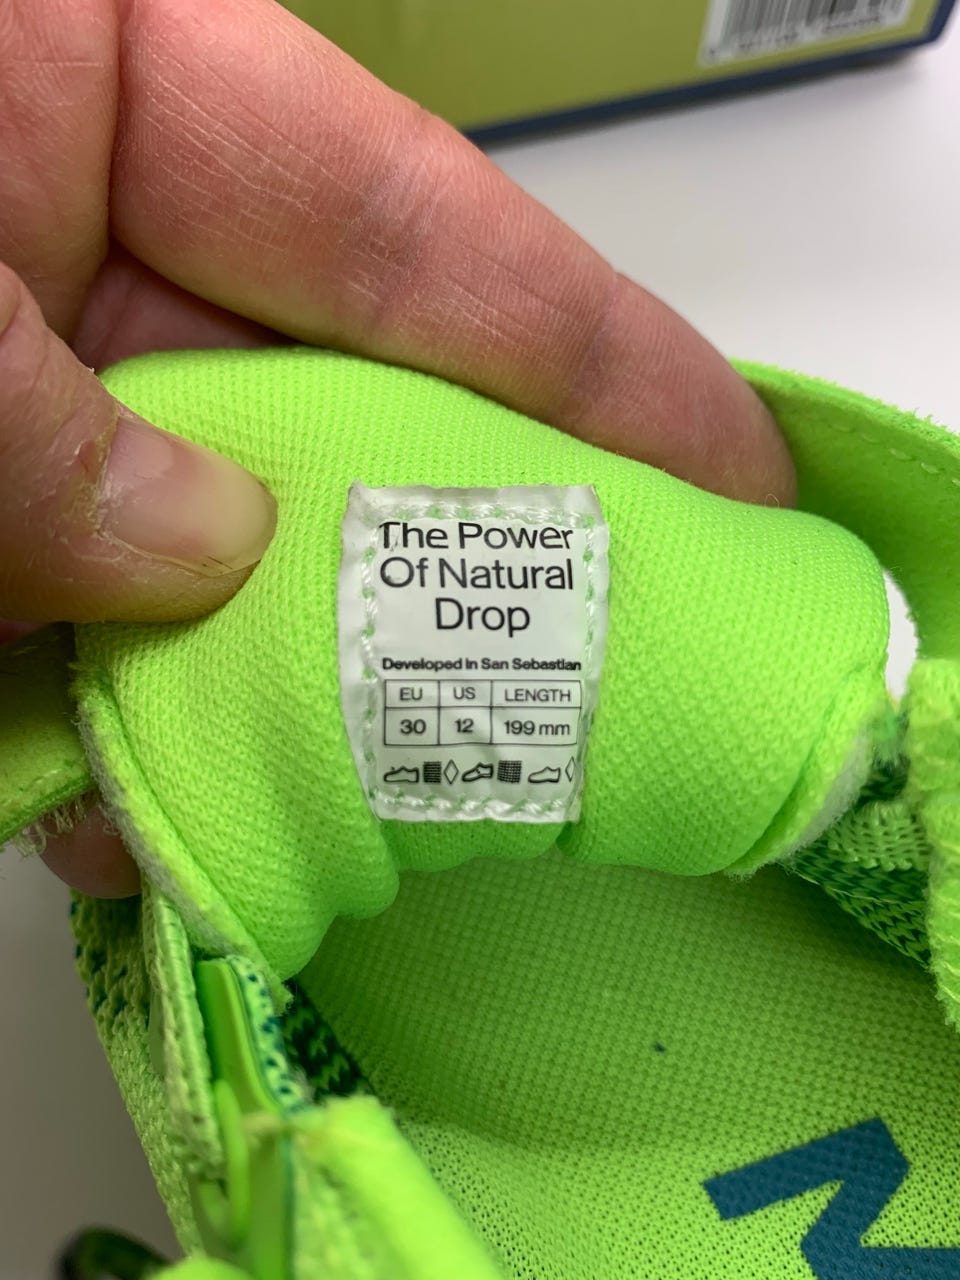 The Power
Of Natural
Drop
Developed In San Sebastian
EU US LENGTH
30 12 199 mm